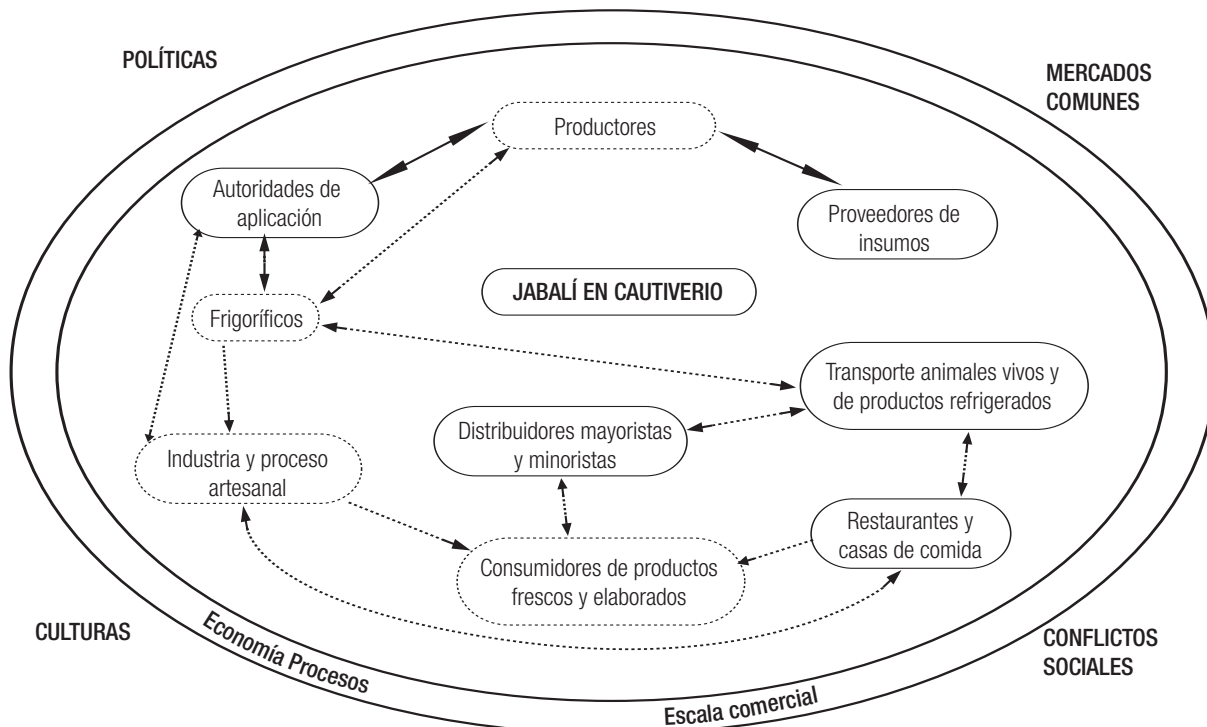 POLÍTICAS
MERCADOS
COMUNES
Productores
Autoridades de
aplicación
Proveedores de
insumos
JABALÍ EN CAUTIVERIO
Frigoríficos
Transporte animales vivos y
de productos refrigerados
Distribuidores mayoristas
y minoristas
Industria y proceso
artesanal
Restaurantes y
casas de comida
Consumidores de productos
frescos y elaborados
CULTURAS
Economía Procesos
Escala comercial
CONFLICTOS
SOCIALES